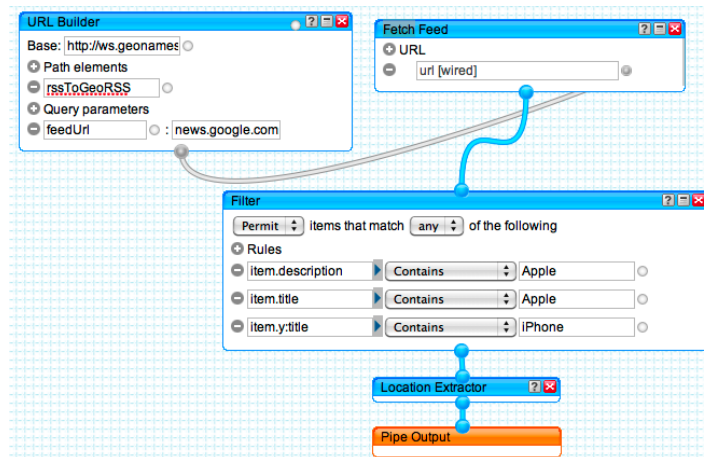 URL Builder
Base: http://ws.geonames
Path elements
rssToGeoRSS
Query parameters
feedUrl : news.google.com
Fetch Feed
URL
url [wired]
Filter
Permit items that match any of the following
Rules
item.description Contains Apple
item.title Contains Apple
item.y:title Contains iPhone
Location Extractor
Pipe Output